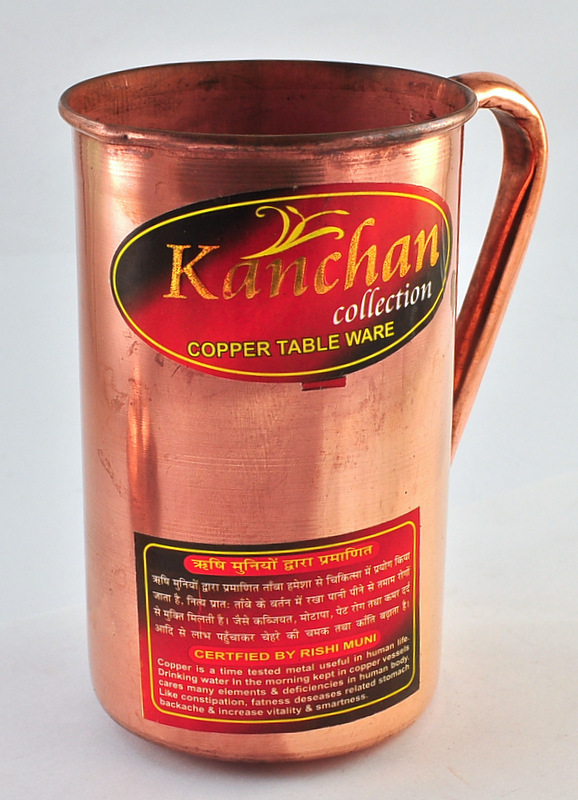 Kanchan
collection
COPPER TABLE WARE
ऋषि मुनियों द्वारा प्रमाणित
ऋषि मुनियों द्वारा प्रमाणित ताँबा हमेशा से चिकित्सा में प्रयोग किया
जाता है, नित्य प्रातः तांबे के बर्तन में रखा पानी पीने से तमाम रोगों
से मुक्ति मिलती है। जैसे कब्जियत, मोटापा, पेट रोग तथा कमर दर्द
आदि से लाभ पहुँचाकर चेहरे की चमक तथा काँति बढ़ाता है।
CERTFIED BY RISHI MUNI
Copper is a time tested metal useful in human life.
Drinking water In the morning kept in copper vessels
cares many elements & deficiencies in human body.
Like constipation, fatness deseases related stomach
backache & increase vitality & smartness.